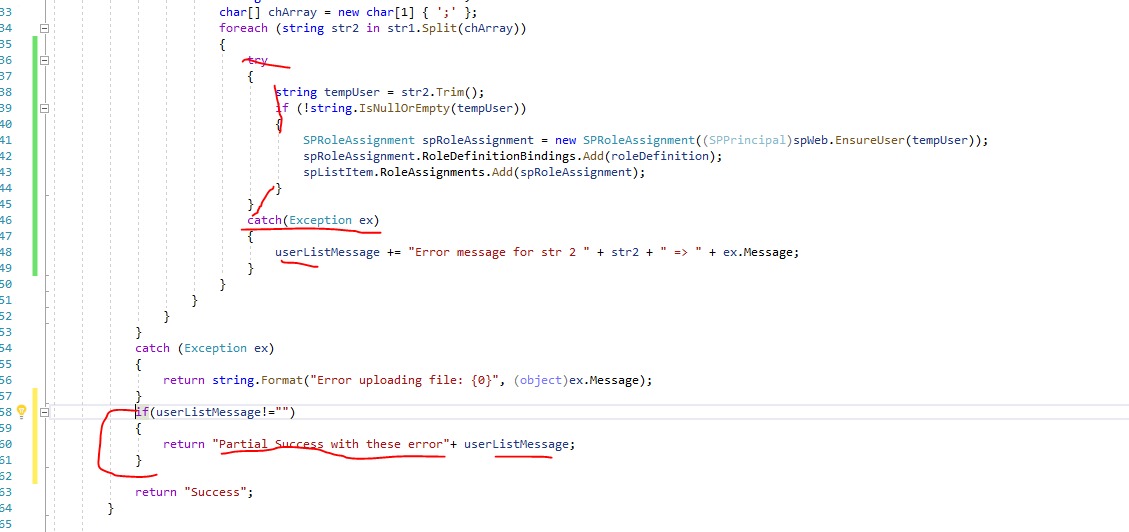 33 char[] chArray = new char[1] { ';' };
34 foreach (string str2 in str1.Split(chArray))
35 {
36 try
37 {
38 string tempUser = str2.Trim();
39 if (!string.IsNullOrEmpty(tempUser))
40 {
41 SPRoleAssignment spRoleAssignment = new SPRoleAssignment((SPPrincipal)spWeb.EnsureUser(tempUser));
42 spRoleAssignment.RoleDefinitionBindings.Add(roleDefinition);
43 spListItem.RoleAssignments.Add(spRoleAssignment);
44 }
45 }
46 catch(Exception ex)
47 {
48 userListMessage += "Error message for str 2 " + str2 + " => " + ex.Message;
49 }
50 }
51 }
52 }
53 }
54 catch (Exception ex)
55 {
56 return string.Format("Error uploading file: {0}", (object)ex.Message);
57 }
58 if(userListMessage!="")
59 {
60 return "Partial Success with these error"+ userListMessage;
61 }
62
63 return "Success";
64 }
65